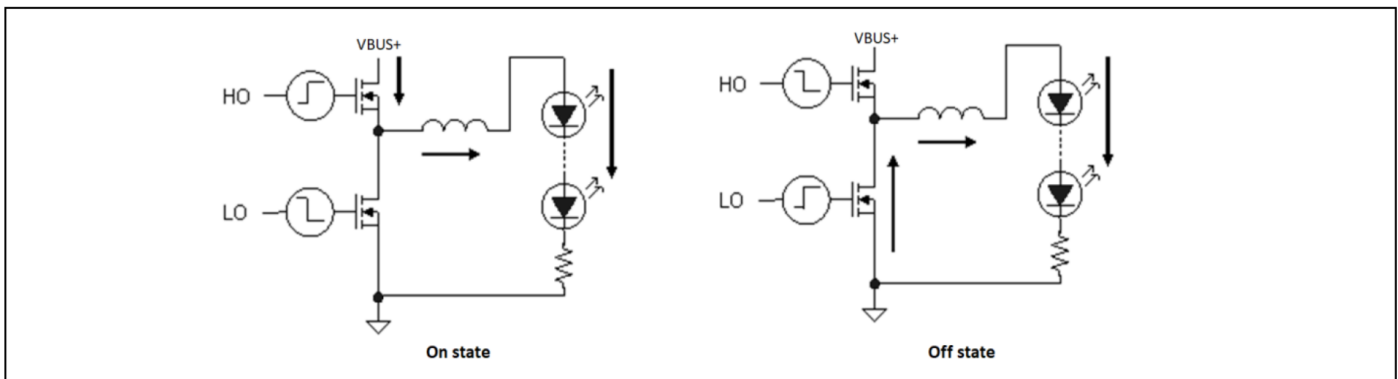 VBUS+
HO
LO
On state
VBUS+
HO
LO
Off state